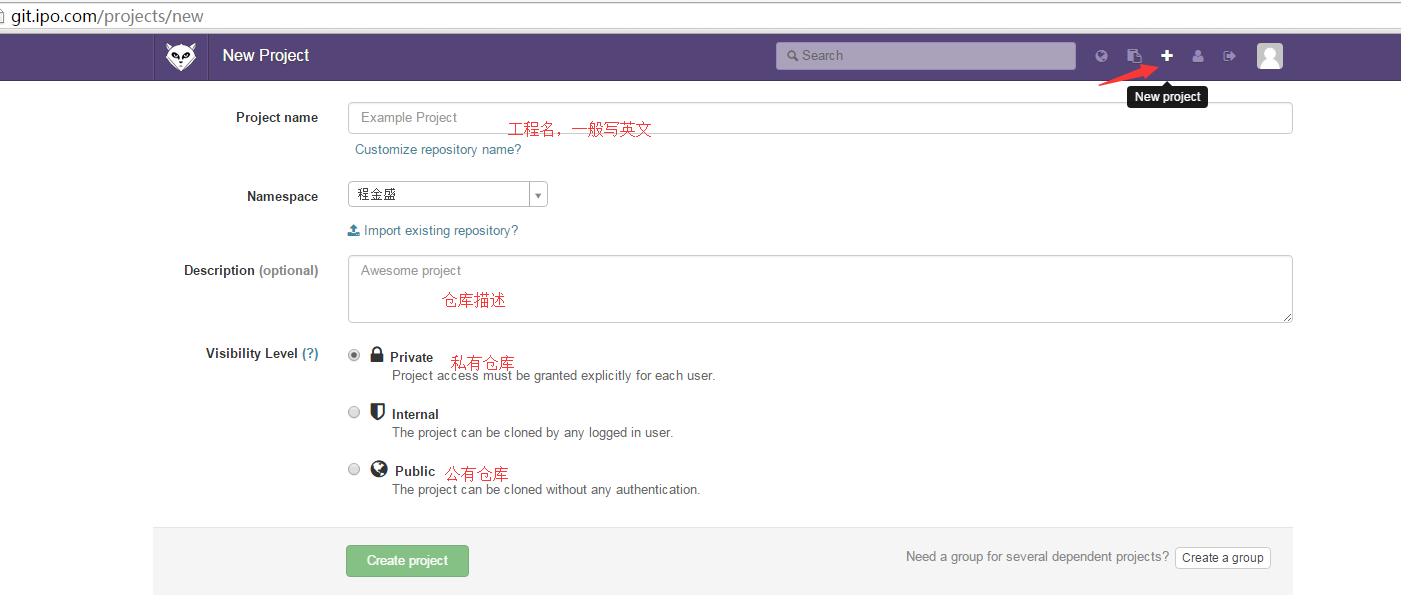 git.ipo.com/projects/new
New Project
Search
New project
Project name
Example Project
工程名，一般写英文
Customize repository name?
Namespace
程金盛
Import existing repository?
Description (optional)
Awesome project
仓库描述
Visibility Level (?)
Private 私有仓库
Project access must be granted explicitly for each user.
Internal
The project can be cloned by any logged in user.
Public 公有仓库
The project can be cloned without any authentication.
Create project
Need a group for several dependent projects? Create a group